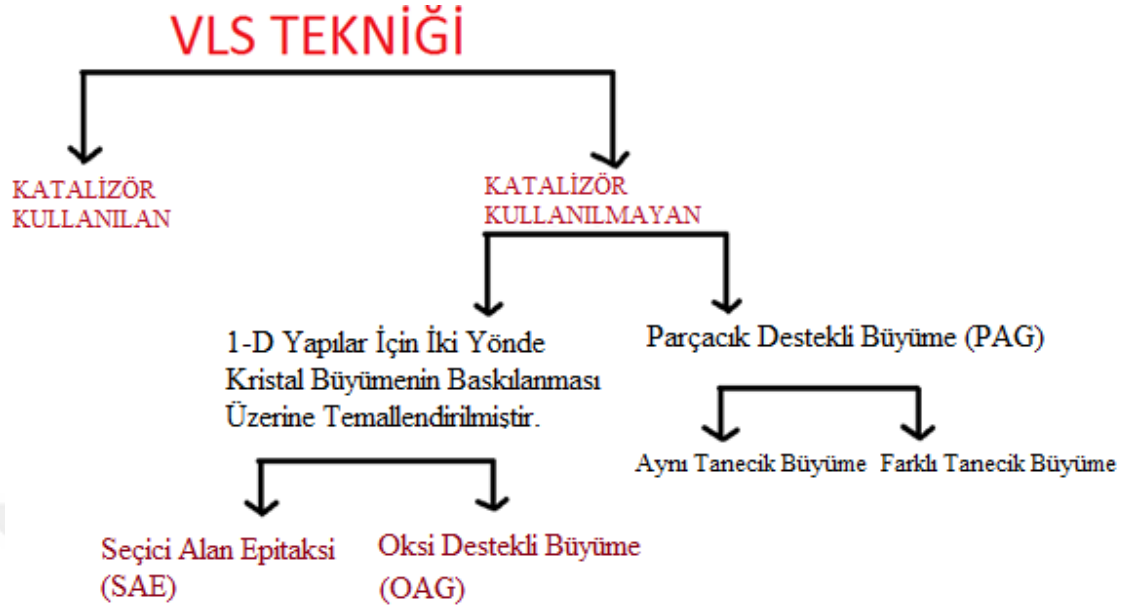 VLS TEKNİĞİ
KATALİZÖR
KULLANILAN
KATALİZÖR
KULLANILMAYAN
1-D Yapılar İçin İki Yönde
Kristal Büyümenin Baskılanması
Üzerine Temallendirilmiştir.
Parçacık Destekli Büyüme (PAG)
Aynı Tanecik Büyüme
Farklı Tanecik Büyüme
Seçici Alan Epitaksi
(SAE)
Oksi Destekli Büyüme
(OAG)